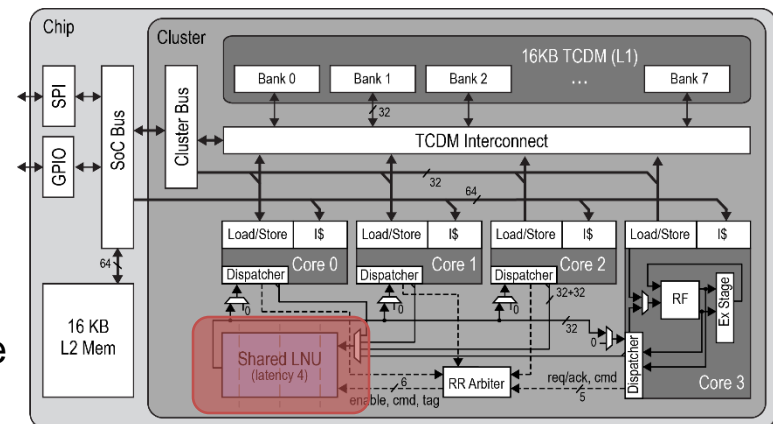 Chip
Cluster
16KB TCDM (L1)
Bank 0
Bank 1
Bank 2
...
Bank 7
32
SPI
GPIO
SoC Bus
Cluster Bus
TCDM Interconnect
32
64
Load/Store
I$
Core 0
Dispatcher
Load/Store
I$
Core 1
Dispatcher
Load/Store
I$
Core 2
Dispatcher
Load/Store
I$
RF
Ex Stage
Dispatcher
Core 3
64
16 KB
L2 Mem
0
0
0
32+32
32
0
e
Shared LNU
(latency 4)
6
enable, cmd, tag
RR Arbiter
req/ack, cmd
5